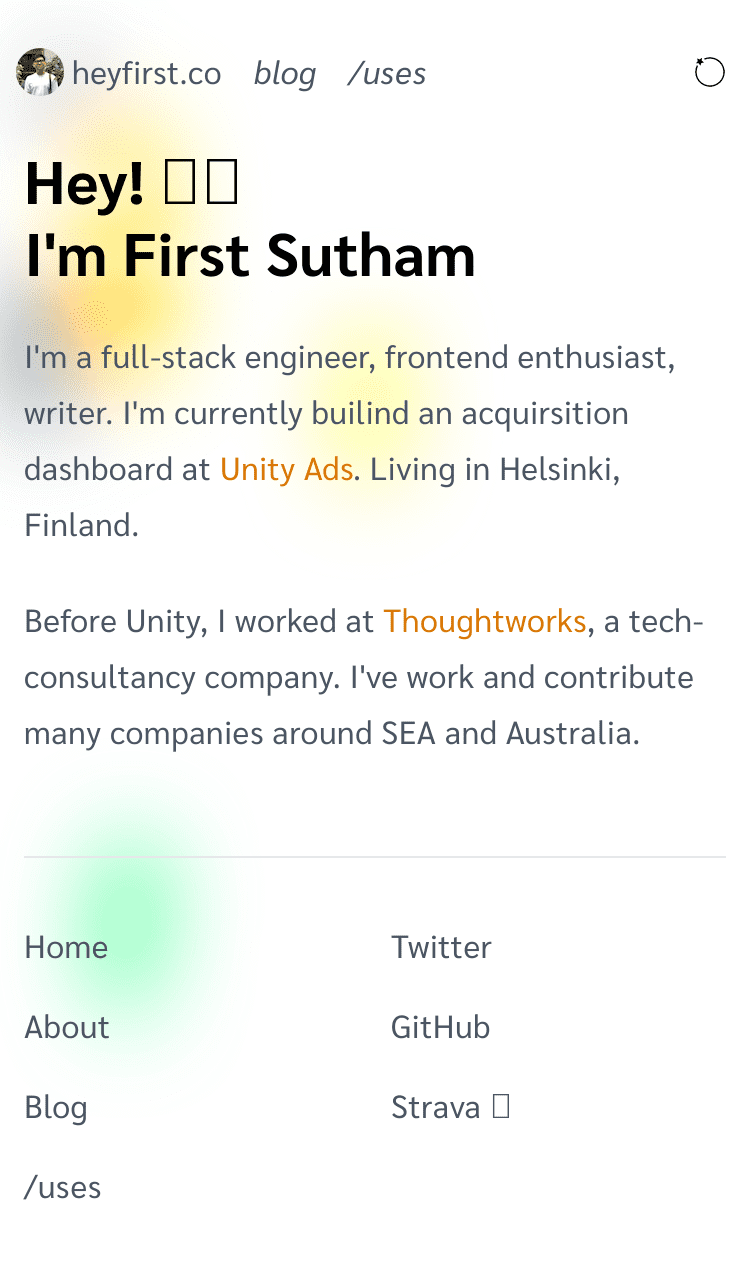 heyfirst.co blog /uses
Hey!
I'm First Sutham
I'm a full-stack engineer, frontend enthusiast,
writer. I'm currently builind an acquirsition
dashboard at Unity Ads. Living in Helsinki,
Finland.
Before Unity, I worked at Thoughtworks, a tech-
consultancy company. I've work and contribute
many companies around SEA and Australia.
Home
Twitter
About
GitHub
Blog
Strava
/uses